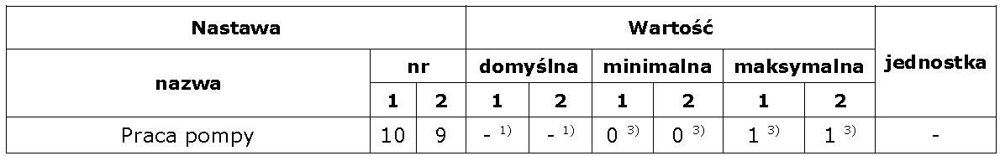 Nastawa Wartość jednostka
nazwa nr domyślna minimalna maksymalna
1 2 1 2 1 2 1 2
Praca pompy 10 9 - 1) - 1) 0 3) 0 3) 1 3) 1 3) -